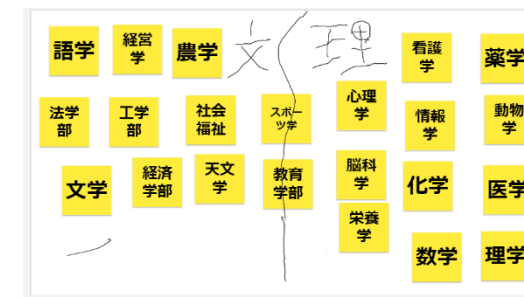 語学
経営
学
農学
文
理
看護
学
薬学
法学
部
工学
部
社会
福祉
スポー
ツ学
心理
学
情報
学
動物
学
文学
経済
学部
天文
学
教育
学部
脳科
学
化学
医学
栄養
学
数学
理学